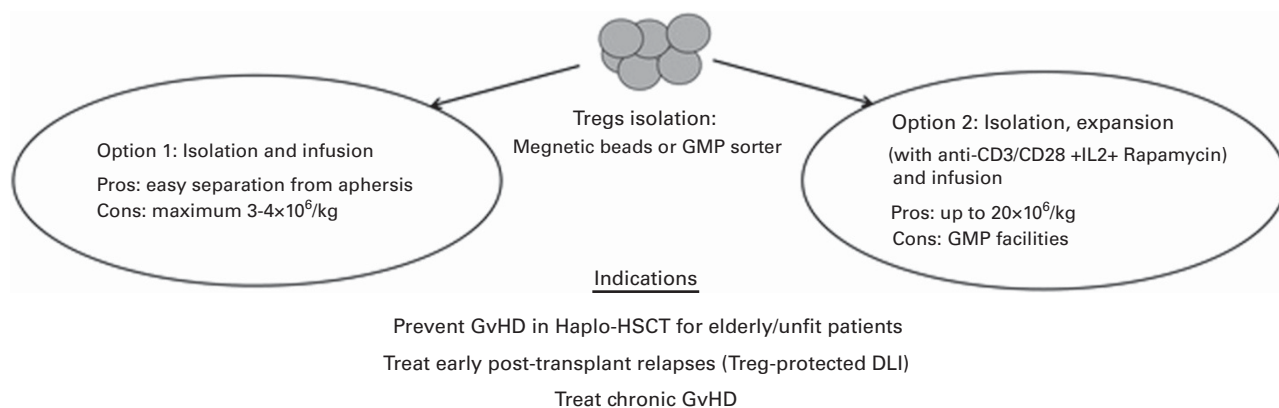 Tregs isolation:
Megnetic beads or GMP sorter
Option 1: Isolation and infusion
Pros: easy separation from aphersis
Cons: maximum 3-4×10⁶/kg
Option 2: Isolation, expansion
(with anti-CD3/CD28 +IL2+ Rapamycin)
and infusion
Pros: up to 20×10⁶/kg
Cons: GMP facilities
Indications
Prevent GvHD in Haplo-HSCT for elderly/unfit patients
Treat early post-transplant relapses (Treg-protected DLI)
Treat chronic GvHD